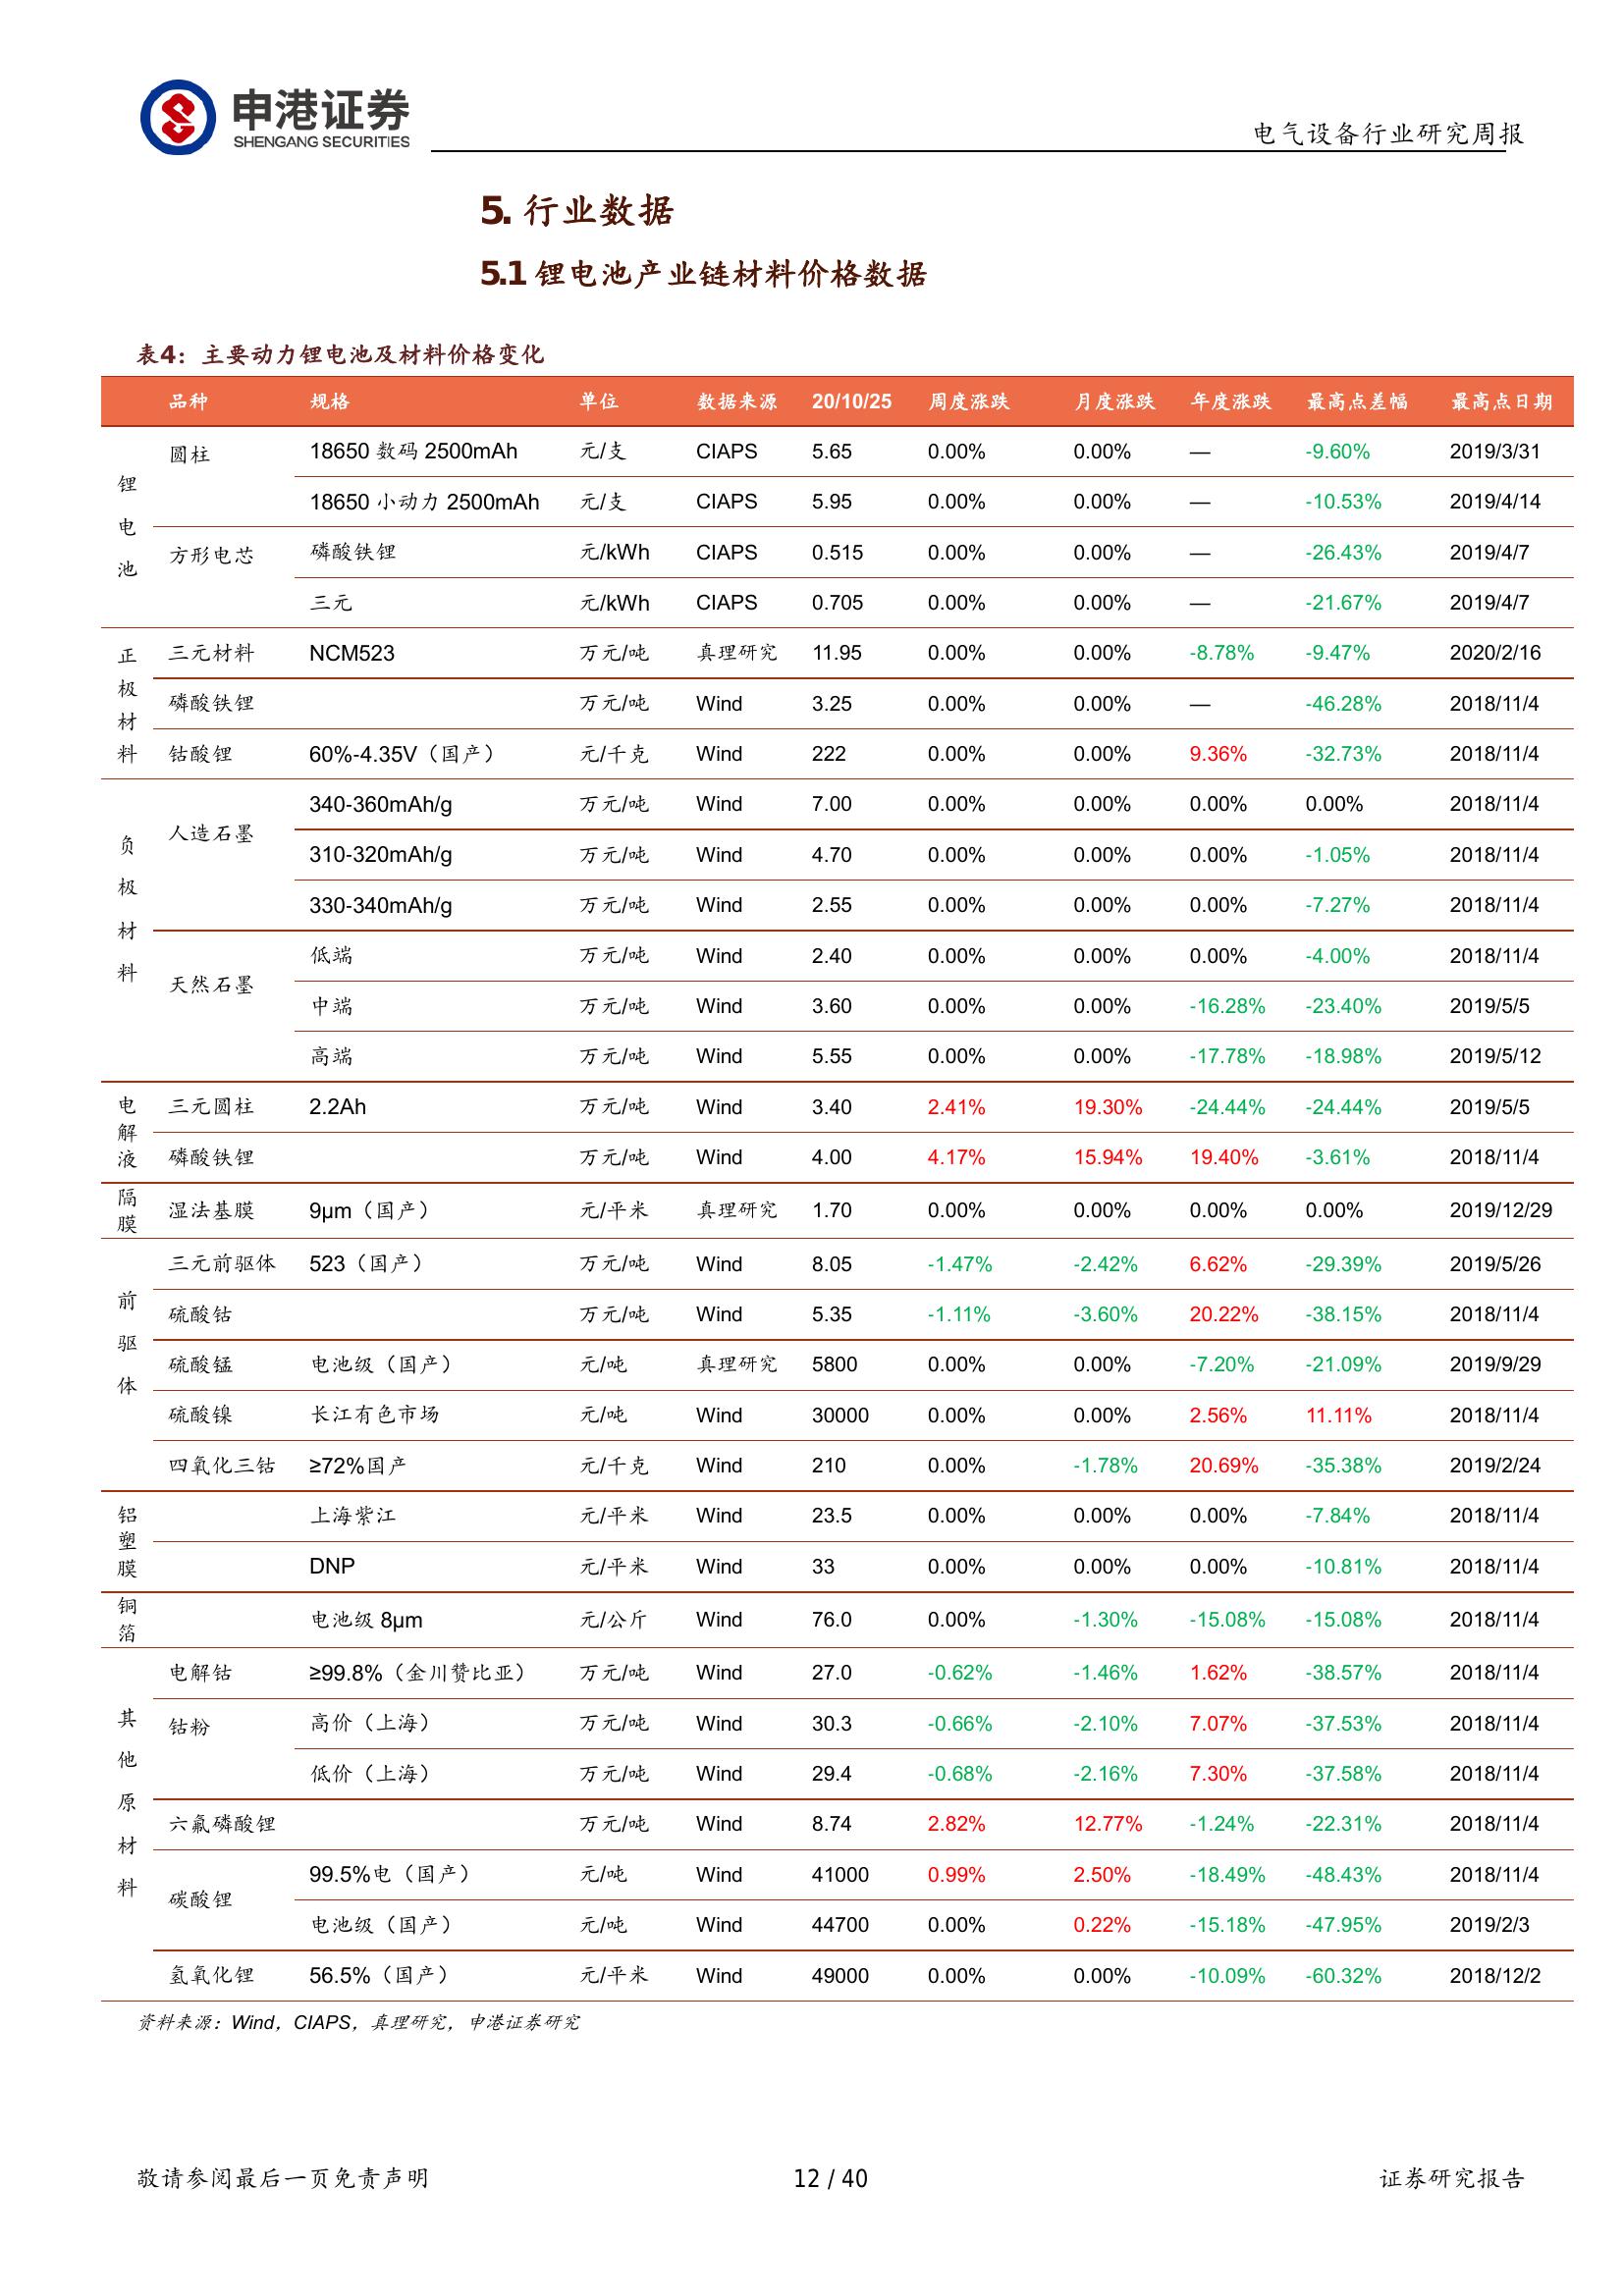 申港证券
SHENGANG SECURITIES
电气设备行业研究周报
5. 行业数据
5.1 锂电池产业链材料价格数据
表4：主要动力锂电池及材料价格变化
品种 规格 单位 数据来源 20/10/25 周度涨跌 月度涨跌 年度涨跌 最高点差幅 最高点日期
锂电池 圆柱 18650 数码 2500mAh 元/支 CIAPS 5.65 0.00% 0.00% — -9.60% 2019/3/31
18650 小动力 2500mAh 元/支 CIAPS 5.95 0.00% 0.00% — -10.53% 2019/4/14
方形电芯 磷酸铁锂 元/kWh CIAPS 0.515 0.00% 0.00% — -26.43% 2019/4/7
三元 元/kWh CIAPS 0.705 0.00% 0.00% — -21.67% 2019/4/7
正极材料 三元材料 NCM523 万元/吨 真理研究 11.95 0.00% 0.00% -8.78% -9.47% 2020/2/16
磷酸铁锂 万元/吨 Wind 3.25 0.00% 0.00% — -46.28% 2018/11/4
钴酸锂 60%-4.35V（国产） 元/千克 Wind 222 0.00% 0.00% 9.36% -32.73% 2018/11/4
负极材料 人造石墨 340-360mAh/g 万元/吨 Wind 7.00 0.00% 0.00% 0.00% 0.00% 2018/11/4
310-320mAh/g 万元/吨 Wind 4.70 0.00% 0.00% 0.00% -1.05% 2018/11/4
330-340mAh/g 万元/吨 Wind 2.55 0.00% 0.00% 0.00% -7.27% 2018/11/4
天然石墨 低端 万元/吨 Wind 2.40 0.00% 0.00% 0.00% -4.00% 2018/11/4
中端 万元/吨 Wind 3.60 0.00% 0.00% -16.28% -23.40% 2019/5/5
高端 万元/吨 Wind 5.55 0.00% 0.00% -17.78% -18.98% 2019/5/12
电解液 三元圆柱 2.2Ah 万元/吨 Wind 3.40 2.41% 19.30% -24.44% -24.44% 2019/5/5
磷酸铁锂 万元/吨 Wind 4.00 4.17% 15.94% 19.40% -3.61% 2018/11/4
隔膜 湿法基膜 9μm（国产） 元/平米 真理研究 1.70 0.00% 0.00% 0.00% 0.00% 2019/12/29
前驱体 三元前驱体 523（国产） 万元/吨 Wind 8.05 -1.47% -2.42% 6.62% -29.39% 2019/5/26
硫酸钴 万元/吨 Wind 5.35 -1.11% -3.60% 20.22% -38.15% 2018/11/4
硫酸锰 电池级（国产） 元/吨 真理研究 5800 0.00% 0.00% -7.20% -21.09% 2019/9/29
硫酸镍 长江有色市场 元/吨 Wind 30000 0.00% 0.00% 2.56% 11.11% 2018/11/4
四氧化三钴 ≥72%国产 元/千克 Wind 210 0.00% -1.78% 20.69% -35.38% 2019/2/24
铝塑膜 上海紫江 元/平米 Wind 23.5 0.00% 0.00% 0.00% -7.84% 2018/11/4
DNP 元/平米 Wind 33 0.00% 0.00% 0.00% -10.81% 2018/11/4
铜箔 电池级 8μm 元/公斤 Wind 76.0 0.00% -1.30% -15.08% -15.08% 2018/11/4
其他原材料 电解钴 ≥99.8%（金川赞比亚） 万元/吨 Wind 27.0 -0.62% -1.46% 1.62% -38.57% 2018/11/4
钴粉 高价（上海） 万元/吨 Wind 30.3 -0.66% -2.10% 7.07% -37.53% 2018/11/4
低价（上海） 万元/吨 Wind 29.4 -0.68% -2.16% 7.30% -37.58% 2018/11/4
六氟磷酸锂 万元/吨 Wind 8.74 2.82% 12.77% -1.24% -22.31% 2018/11/4
碳酸锂 99.5%电（国产） 元/吨 Wind 41000 0.99% 2.50% -18.49% -48.43% 2018/11/4
电池级（国产） 元/吨 Wind 44700 0.00% 0.22% -15.18% -47.95% 2019/2/3
氢氧化锂 56.5%（国产） 元/平米 Wind 49000 0.00% 0.00% -10.09% -60.32% 2018/12/2
资料来源：Wind，CIAPS，真理研究，申港证券研究
敬请参阅最后一页免责声明 12 / 40 证券研究报告